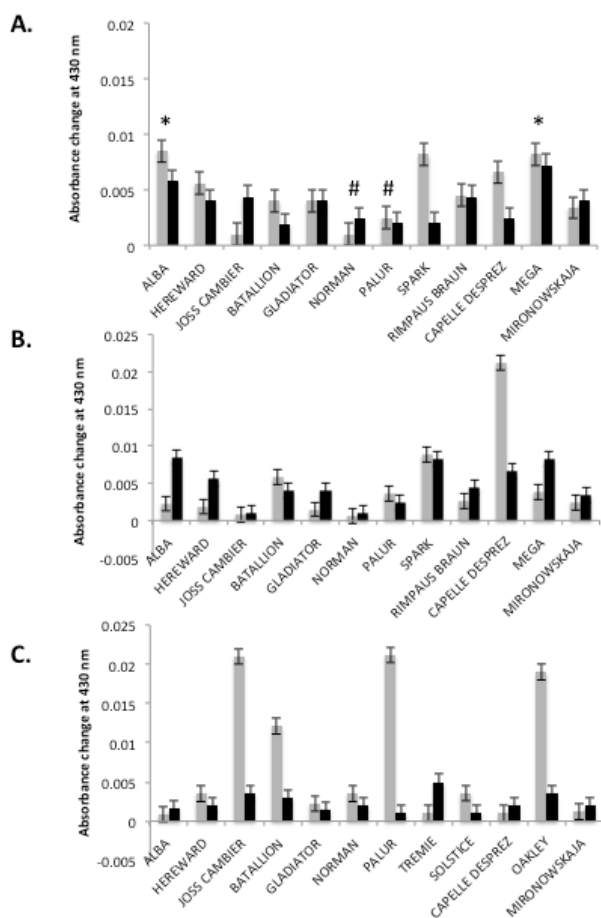 A.
Absorbance change at 430 nm
0.02
0.015
0.01
0.005
0
* # # *
ALBA
HEREWARD
JOSS CAMBIER
BATALLION
GLADIATOR
NORMAN
PALUR
SPARK
RIMPAUS BRAUN
CAPELLE DESPREZ
MEGA
MIRONOWSKAJA
B.
Absorbance change at 430 nm
0.025
0.02
0.015
0.01
0.005
0
-0.005
ALBA
HEREWARD
JOSS CAMBIER
BATALLION
GLADIATOR
NORMAN
PALUR
SPARK
RIMPAUS BRAUN
CAPELLE DESPREZ
MEGA
MIRONOWSKAJA
C.
Absorbance change at 430 nm
0.025
0.02
0.015
0.01
0.005
0
-0.005
ALBA
HEREWARD
JOSS CAMBIER
BATALLION
GLADIATOR
NORMAN
PALUR
TREMIE
SOLSTICE
CAPELLE DESPREZ
OAKLEY
MIRONOWSKAJA